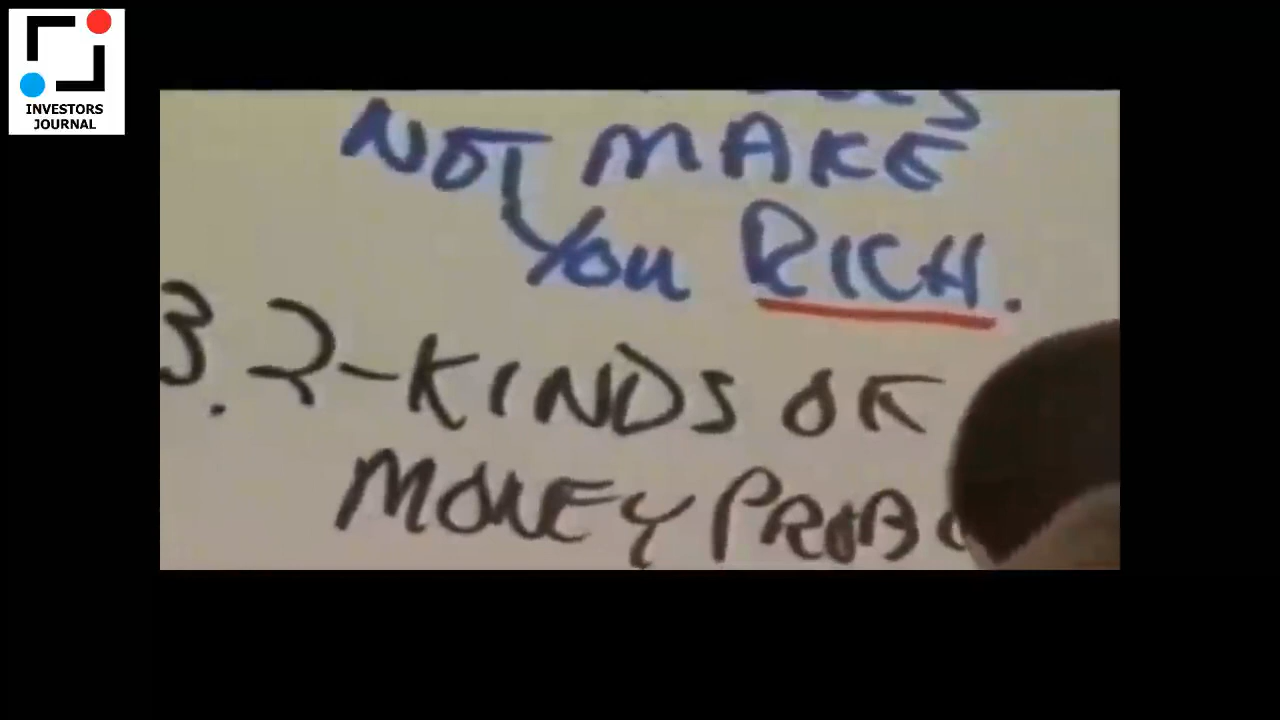 INVESTORS
JOURNAL
NOT MAKE
You RICH.
3. 2-KINDS OF
MONEY PROB